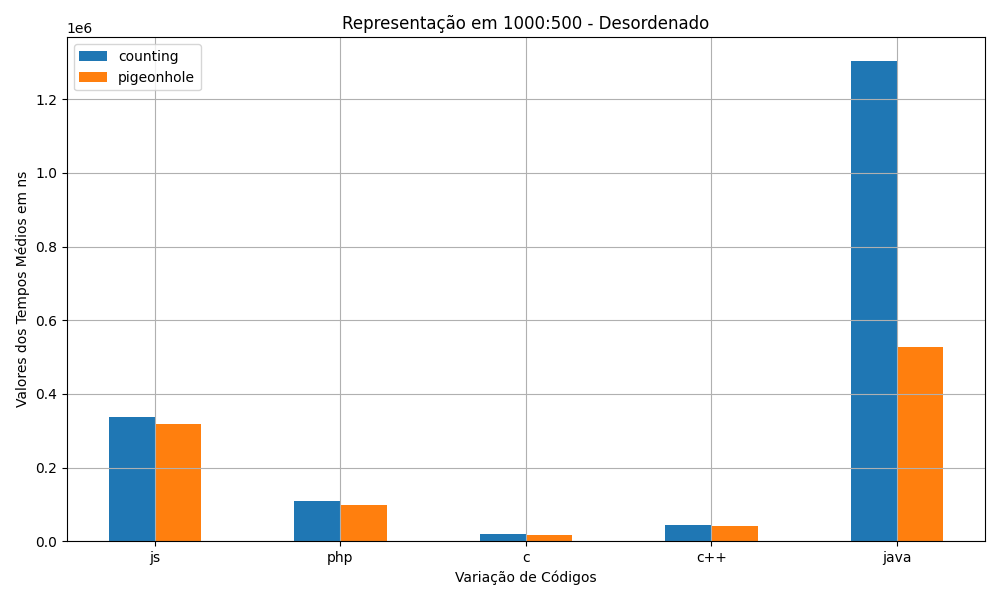 Representação em 1000:500 - Desordenado
1e6
counting
pigeonhole
1.2
1.0
0.8
0.6
0.4
0.2
0.0
Valores dos Tempos Médios em ns
js php c c++ java
Variação de Códigos